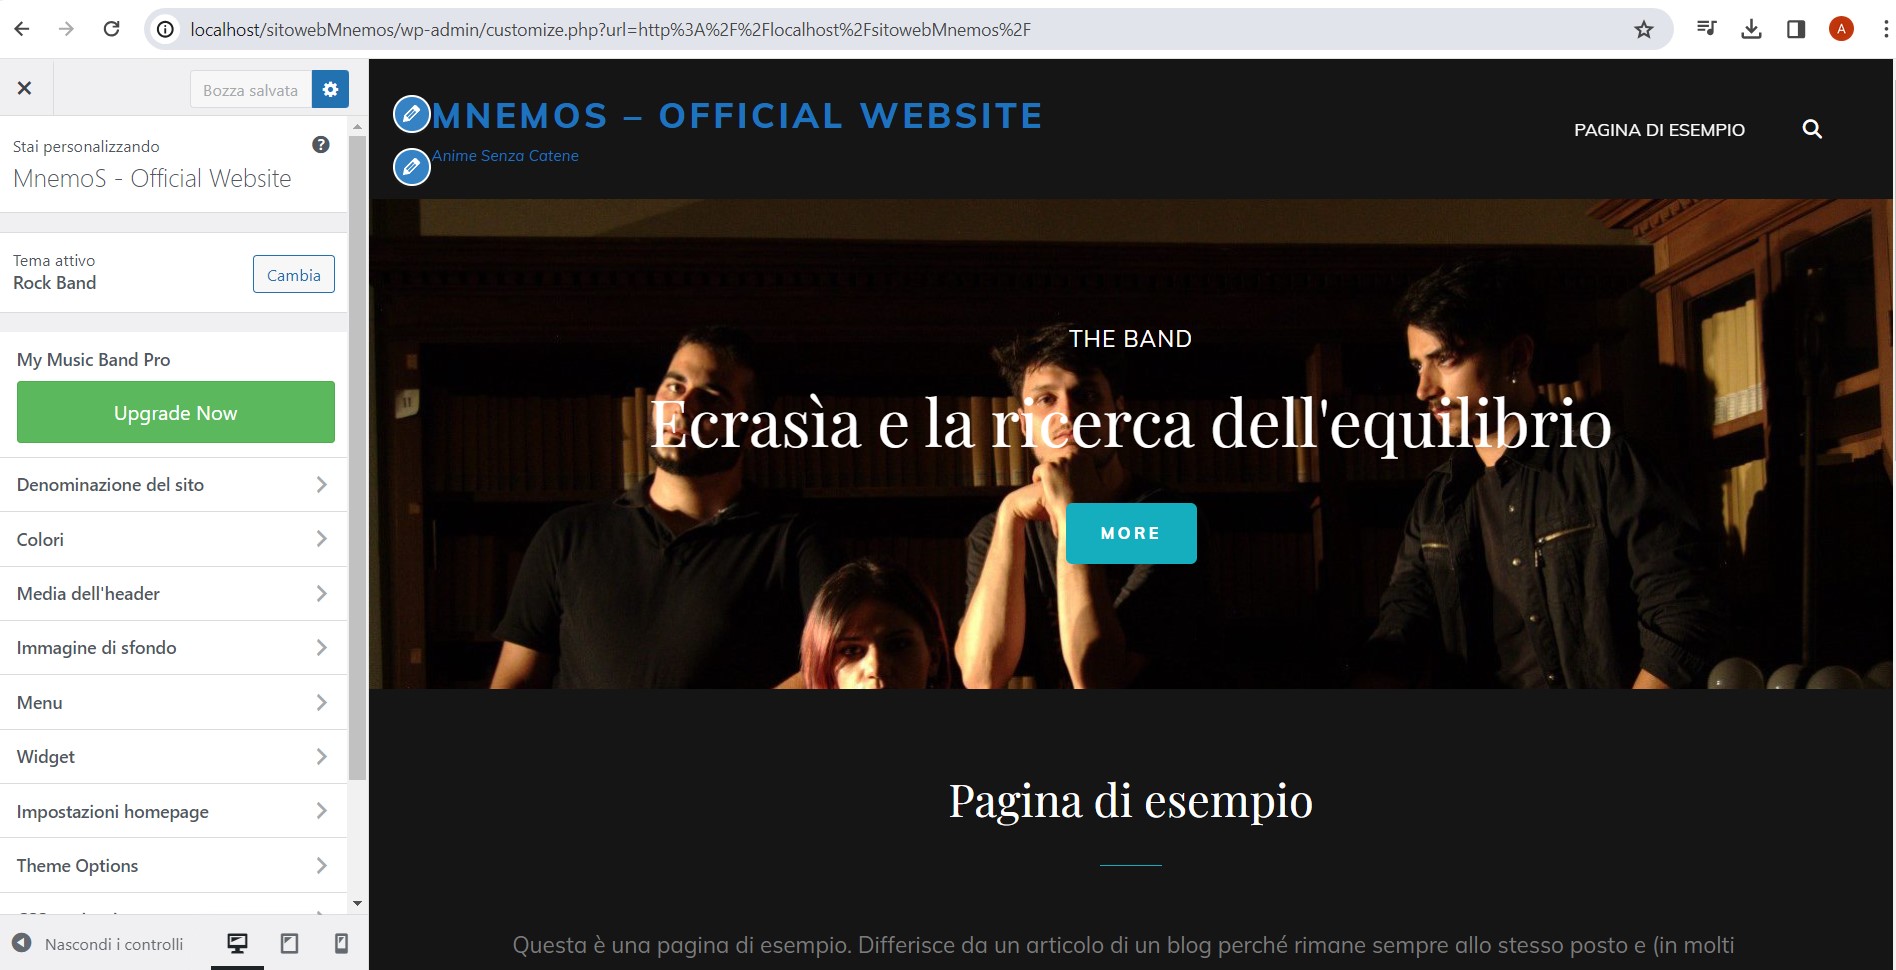 localhost/sitowebMnemos/wp-admin/customize.php?url=http%3A%2F%2Flocalhost%2FsitowebMnemos%2F
A
Bozza salvata
Stai personalizzando
MnemoS - Official Website
Tema attivo
Rock Band
Cambia
My Music Band Pro
Upgrade Now
Denominazione del sito
Colori
Media dell'header
Immagine di sfondo
Menu
Widget
Impostazioni homepage
Theme Options
Nascondi i controlli
MNEMOS – OFFICIAL WEBSITE
Anime Senza Catene
PAGINA DI ESEMPIO
THE BAND
Ecrasìa e la ricerca dell'equilibrio
11
MORE
Pagina di esempio
Questa è una pagina di esempio. Differisce da un articolo di un blog perché rimane sempre allo stesso posto e (in molti